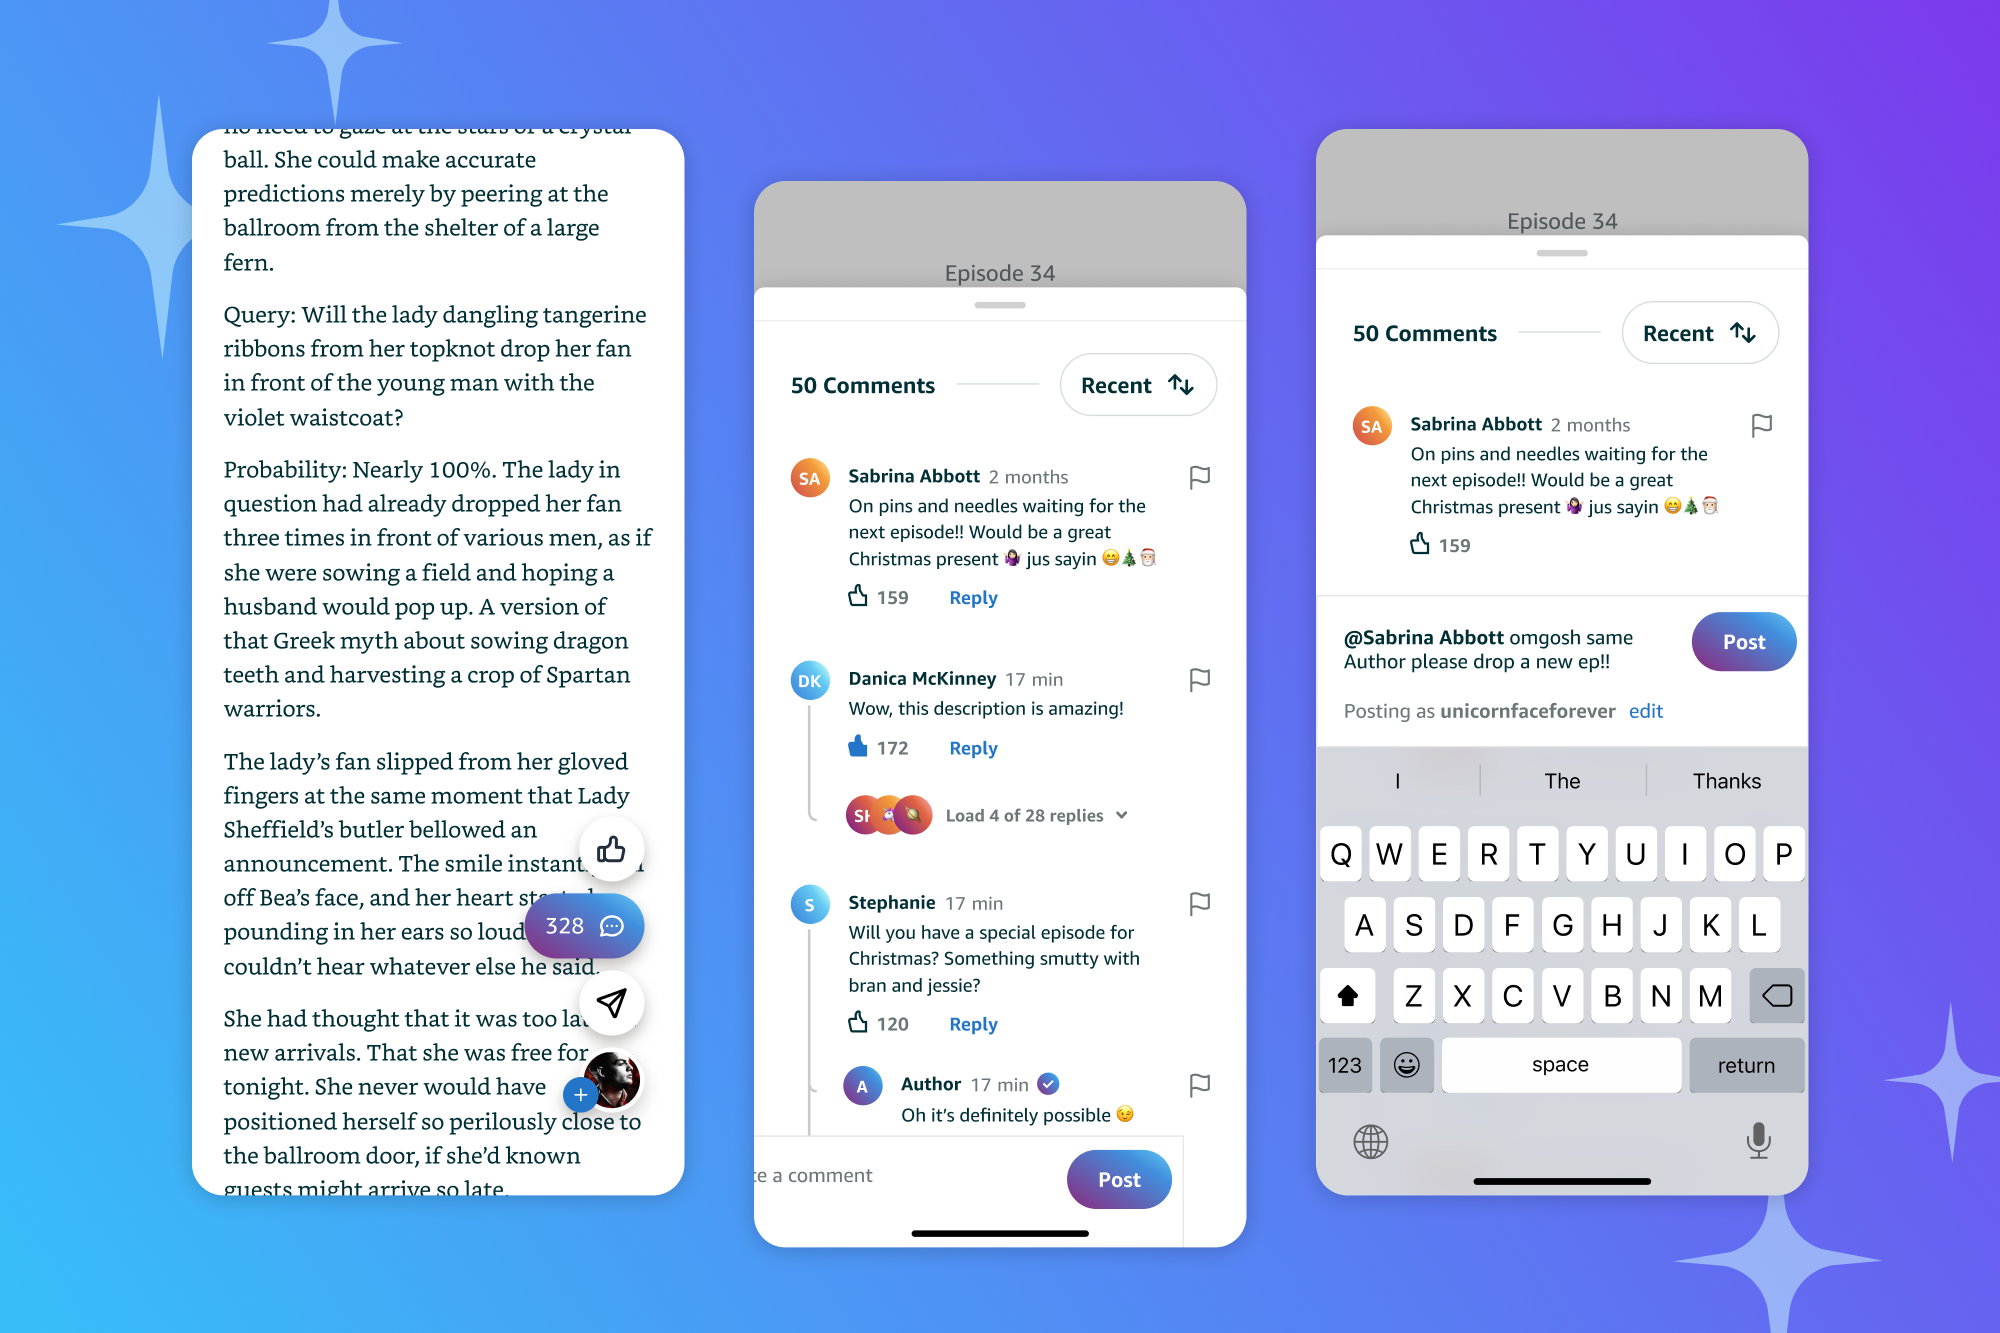 no need to gaze at the stars or a crystal
ball. She could make accurate
predictions merely by peering at the
ballroom from the shelter of a large
fern.
Query: Will the lady dangling tangerine
ribbons from her topknot drop her fan
in front of the young man with the
violet waistcoat?
Probability: Nearly 100%. The lady in
question had already dropped her fan
three times in front of various men, as if
she were sowing a field and hoping a
husband would pop up. A version of
that Greek myth about sowing dragon
teeth and harvesting a crop of Spartan
warriors.
The lady’s fan slipped from her gloved
fingers at the same moment that Lady
Sheffield’s butler bellowed an
announcement. The smile
off Bea’s face, and her heart
pounding in her ears so loud
couldn’t hear whatever else he said.
She had thought that it was too
new arrivals. That she was free for
tonight. She never would have
positioned herself so perilously close to
the ballroom door, if she’d known
guests might arrive so late.
328
Episode 34
50 Comments
Recent
SA
Sabrina Abbott 2 months
On pins and needles waiting for the
next episode!! Would be a great
Christmas present 🤷🏻‍♀️ jus sayin 😁🎄🎅🏻
159 Reply
DK
Danica McKinney 17 min
Wow, this description is amazing!
172 Reply
Load 4 of 28 replies
S
Stephanie 17 min
Will you have a special episode for
Christmas? Something smutty with
bran and jessie?
120 Reply
A
Author 17 min
Oh it’s definitely possible 😉
a comment
Post
Episode 34
50 Comments
Recent
SA
Sabrina Abbott 2 months
On pins and needles waiting for the
next episode!! Would be a great
Christmas present 🤷🏻‍♀️ jus sayin 😁🎄🎅🏻
159
@Sabrina Abbott omgosh same
Author please drop a new ep!!
Post
Posting as unicornfaceforever edit
I The Thanks
Q W E R T Y U I O P
A S D F G H J K L
Z X C V B N M
123 space return